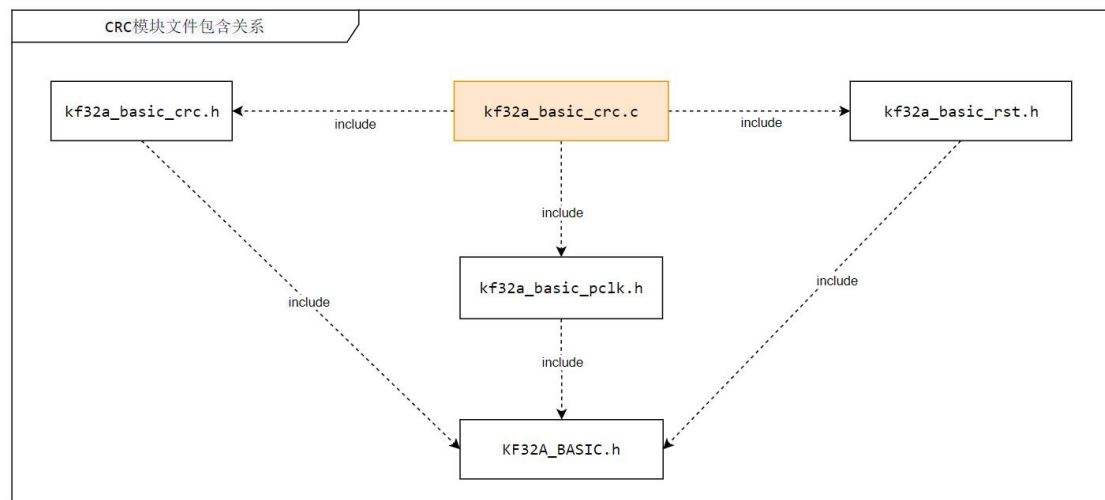 CRC模块文件包含关系
kf32a_basic_crc.h
kf32a_basic_crc.c
kf32a_basic_rst.h
include
include
include
kf32a_basic_pclk.h
include
include
include
KF32A_BASIC.h